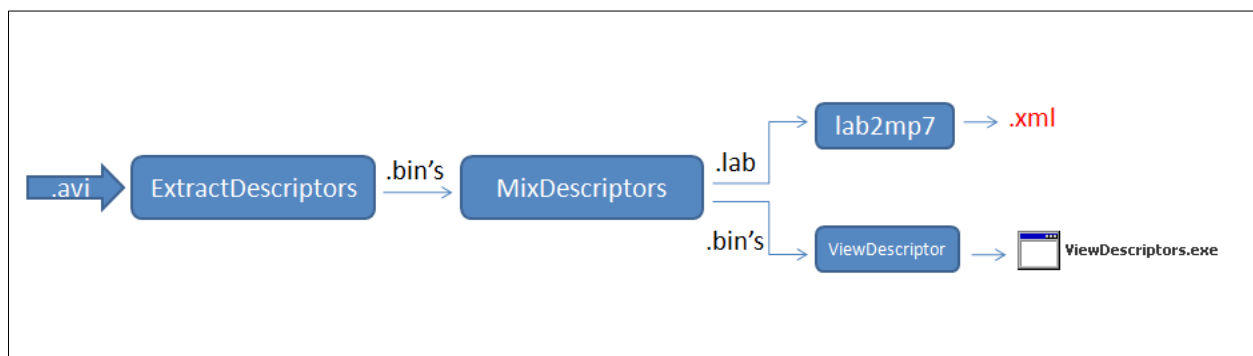 .avi
ExtractDescriptors
.bin's
MixDescriptors
.lab
lab2mp7
.xml
.bin's
ViewDescriptor
ViewDescriptors.exe